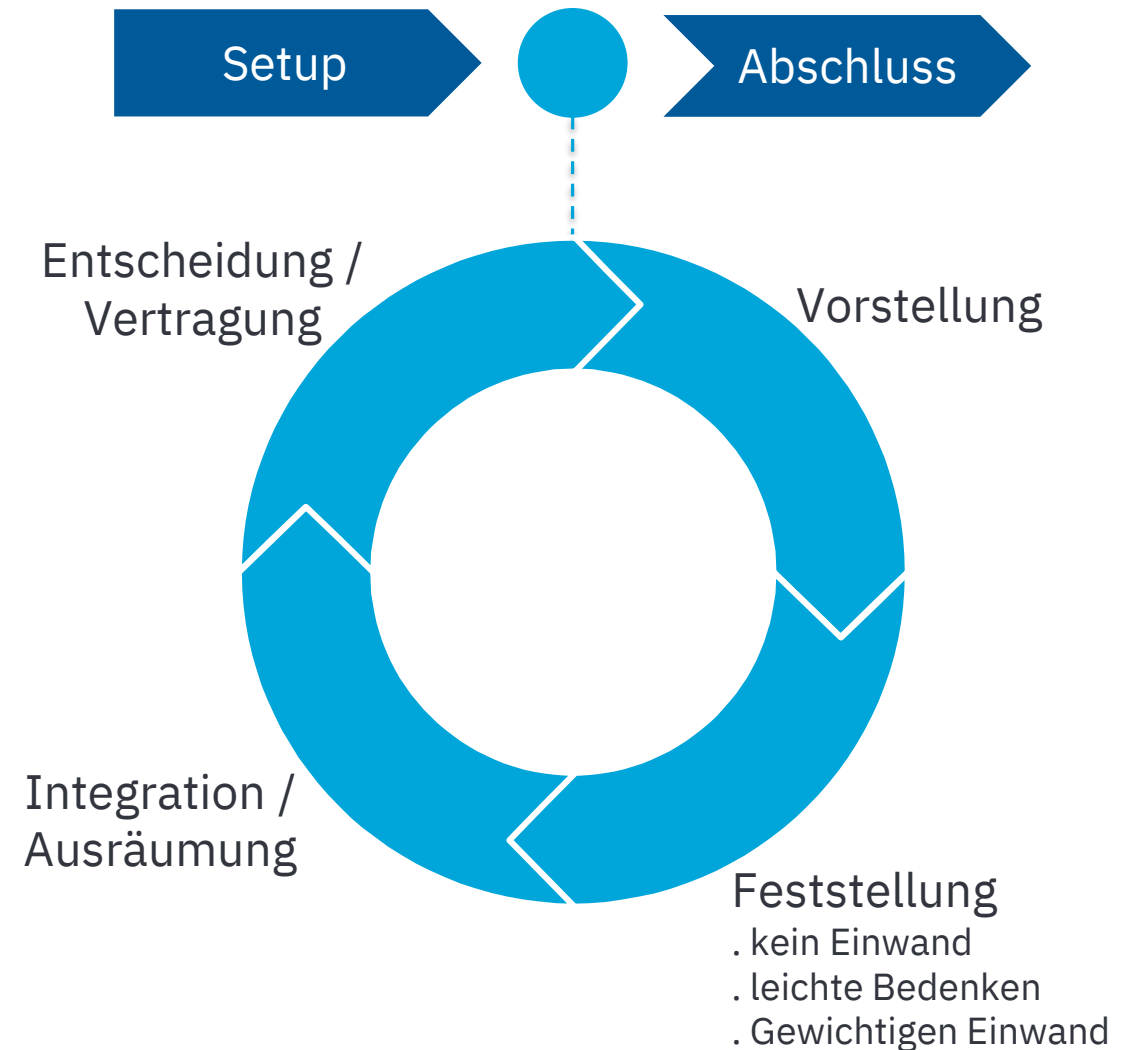 Setup
Abschluss
Entscheidung /
Vertragung
Vorstellung
Integration /
Ausräumung
Feststellung
. kein Einwand
. leichte Bedenken
. Gewichtigen Einwand